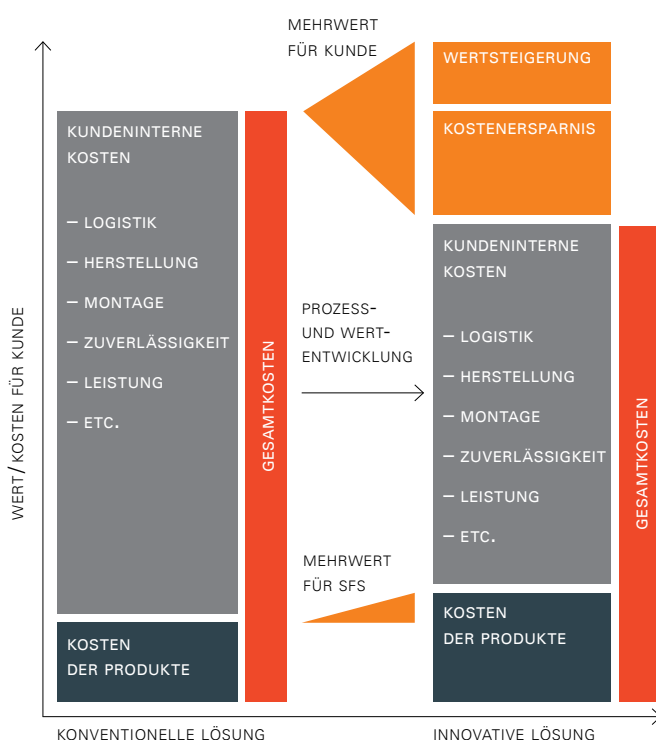 MEHRWERT
FÜR KUNDE
WERTSTEIGERUNG
KOSTENERSPARNIS
KUNDENINTERNE
KOSTEN
– LOGISTIK
– HERSTELLUNG
– MONTAGE
– ZUVERLÄSSIGKEIT
– LEISTUNG
– ETC.
GESAMTKOSTEN
KOSTEN
DER PRODUKTE
PROZESS-
UND WERT-
ENTWICKLUNG
MEHRWERT
FÜR SFS
KUNDENINTERNE
KOSTEN
– LOGISTIK
– HERSTELLUNG
– MONTAGE
– ZUVERLÄSSIGKEIT
– LEISTUNG
– ETC.
GESAMTKOSTEN
KOSTEN
DER PRODUKTE
WERT/KOSTEN FÜR KUNDE
KONVENTIONELLE LÖSUNG
INNOVATIVE LÖSUNG